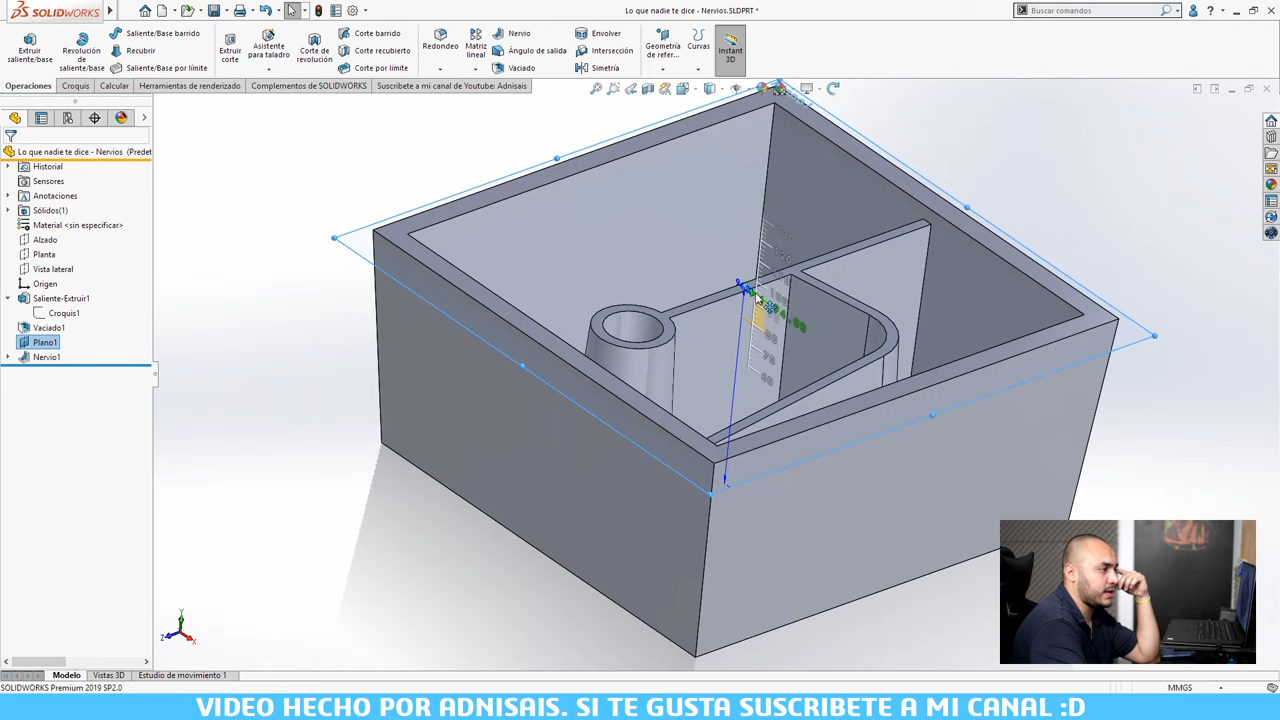 SOLIDWORKS
Lo que nadie te dice - Nervios.SLDPRT *
Buscar comandos
Extruir saliente/base
Revolución de saliente/base
Saliente/Base barrido
Recubrir
Saliente/Base por límite
Extruir corte
Asistente para taladro
Corte de revolución
Corte barrido
Corte recubierto
Corte por límite
Redondeo
Matriz lineal
Nervio
Ángulo de salida
Vaciado
Envolver
Intersección
Simetría
Geometría de refer...
Curvas
Instant 3D
Operaciones
Croquis
Calcular
Herramientas de renderizado
Complementos de SOLIDWORKS
Suscribete a mi canal de Youtube: Adnisais
Lo que nadie te dice - Nervios (Predet
Historial
Sensores
Anotaciones
Sólidos(1)
Material <sin especificar>
Alzado
Planta
Vista lateral
Origen
Saliente-Extruir1
Croquis1
Vaciado1
Plano1
Nervio1
Y
Z
X
Modelo
Vistas 3D
Estudio de movimiento 1
SOLIDWORKS Premium 2019 SP2.0
MMGS
VIDEO HECHO POR ADNISAIS. SI TE GUSTA SUSCRIBETE A MI CANAL :D